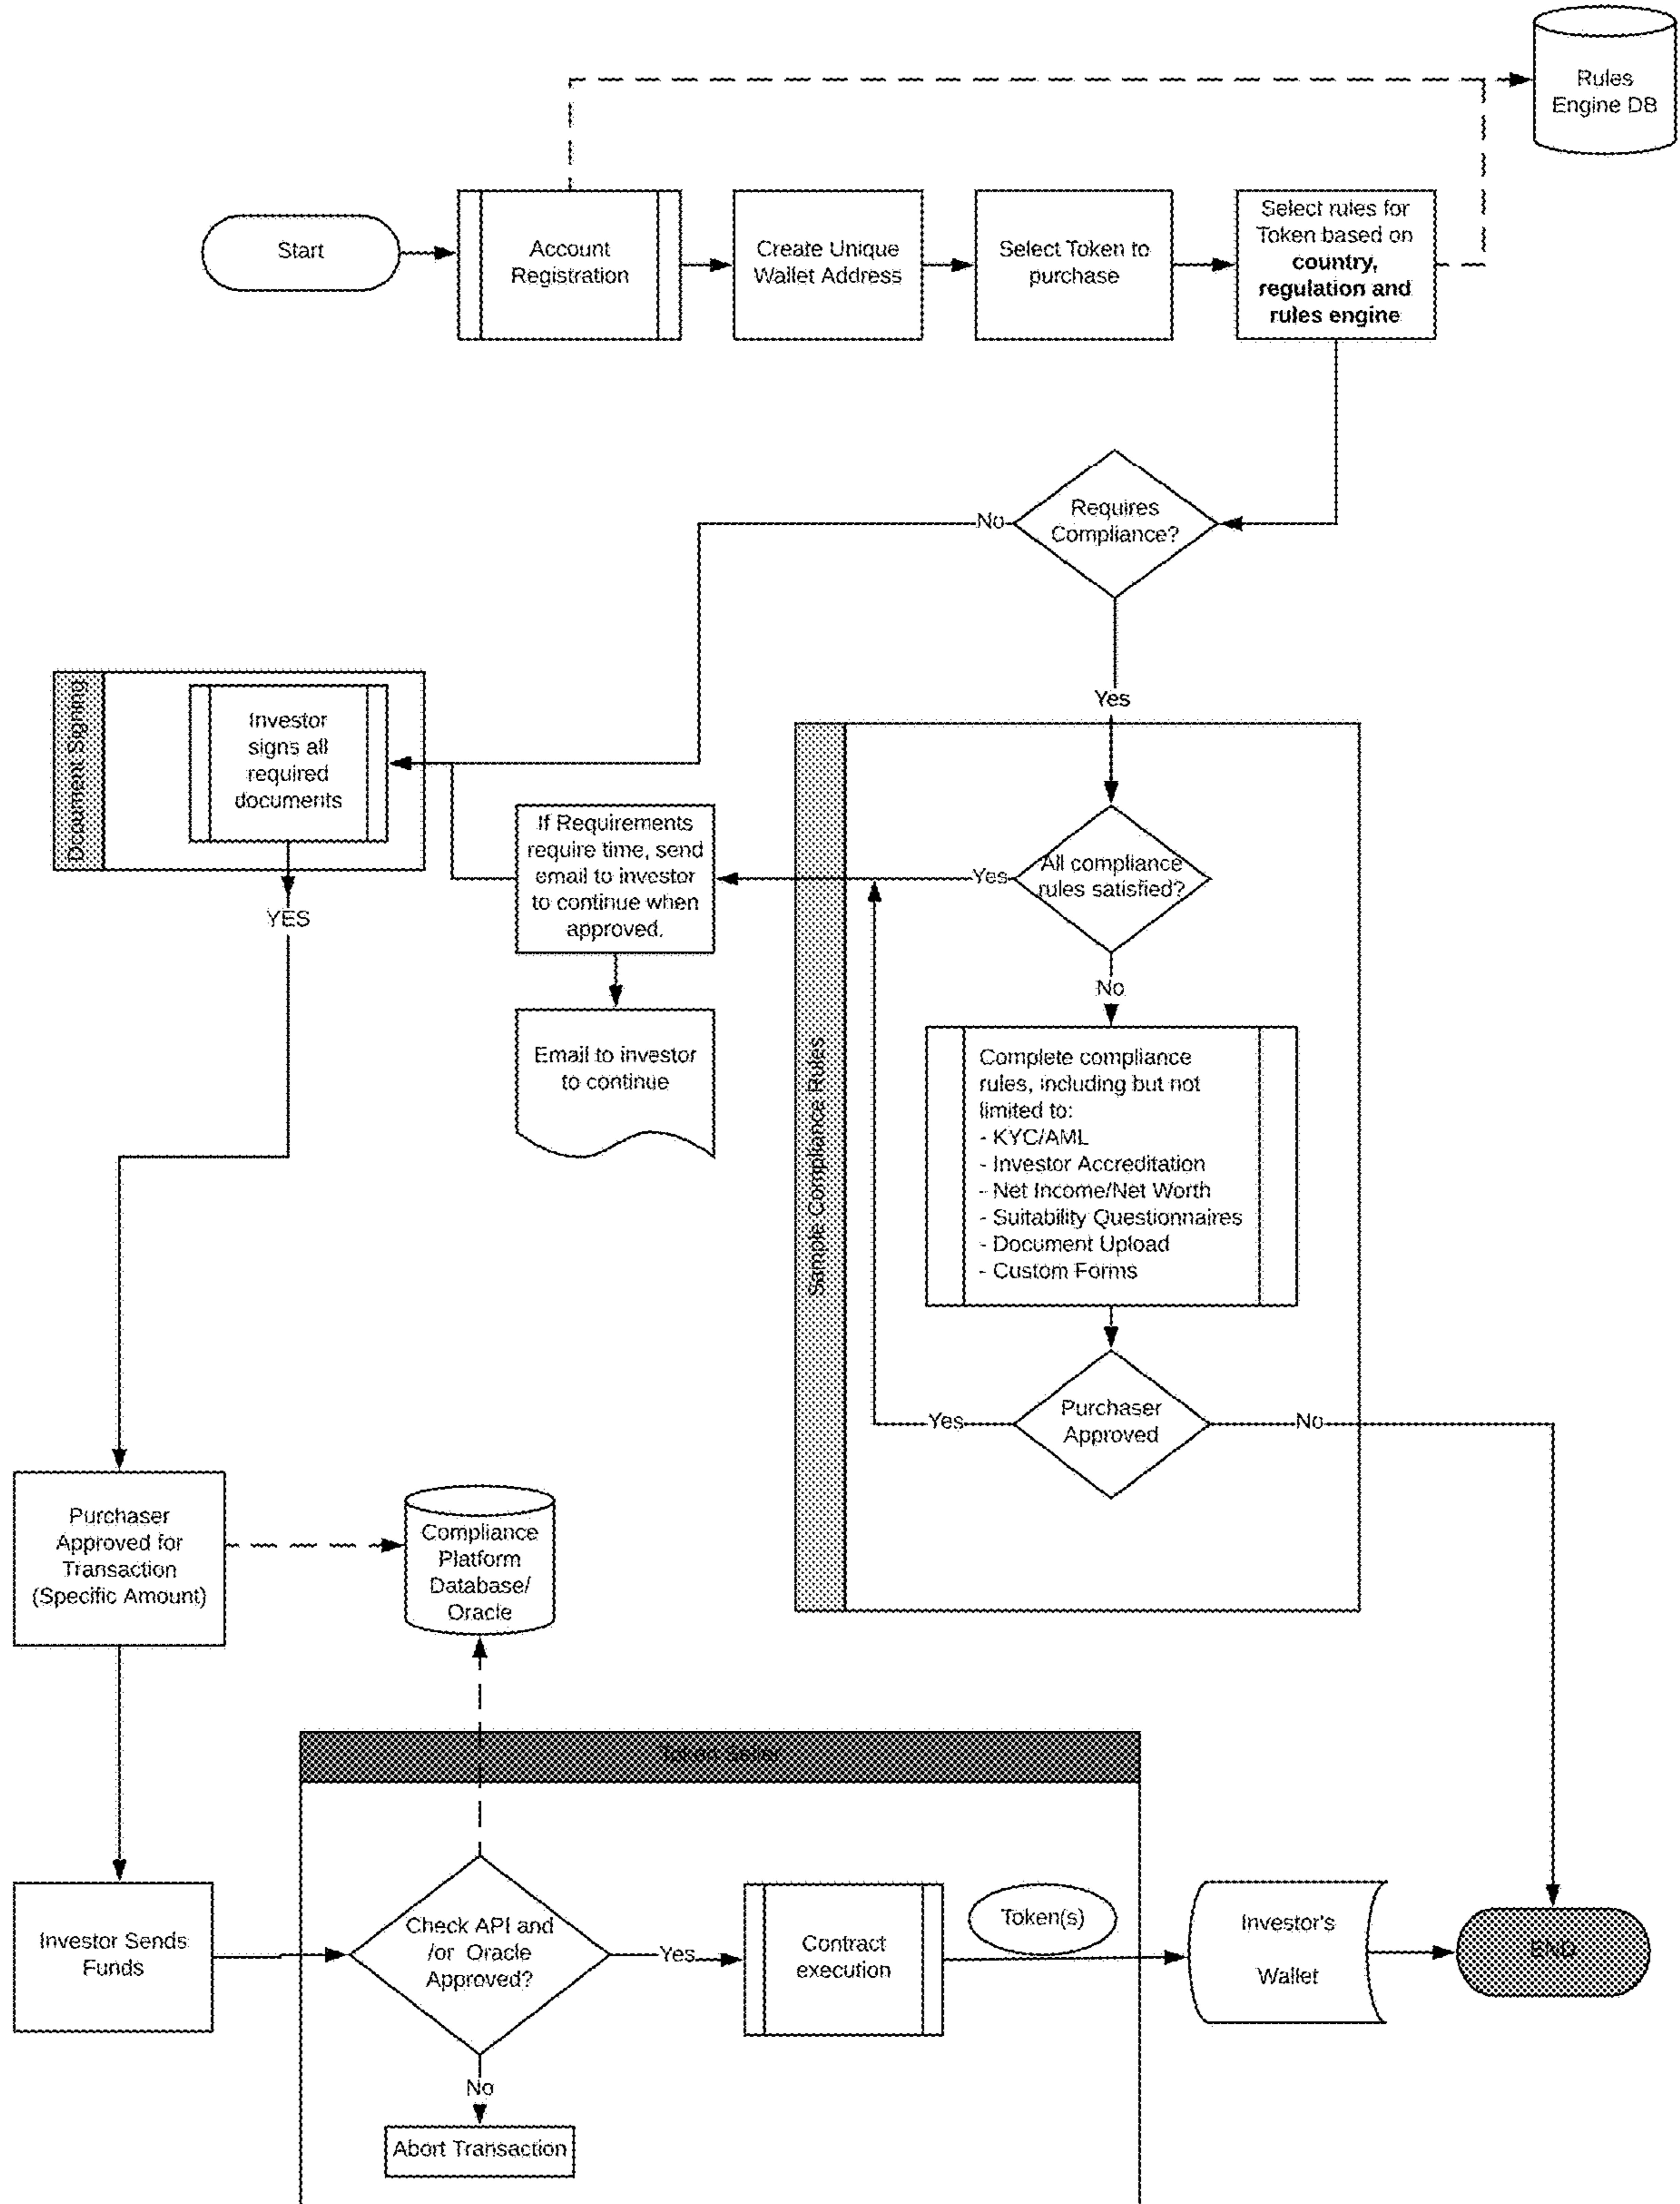 Rules
Engine DB
Start
Account
Registration
Create Unique
Wallet Address
Select Token to
purchase
Select rules for
Token based on
country,
regulation and
rules engine
Requires
Compliance?
No
Yes
Dcoument Signing
Investor
signs all
required
documents
YES
If Requirements
require time, send
email to investor
to continue when
approved.
Email to investor
to continue
Sample Compliance Rules
All compliance
rules satisfied?
Yes
No
Complete compliance
rules, including but not
limited to:
- KYC/AML
- Investor Accreditation
- Net Income/Net Worth
- Suitability Questionnaires
- Document Upload
- Custom Forms
Purchaser
Approved
Yes
No
Purchaser
Approved for
Transaction
(Specific Amount)
Compliance
Platform
Database/
Oracle
Token Seller
Investor Sends
Funds
Check API and
/or Oracle
Approved?
Yes
No
Abort Transaction
Contract
execution
Token(s)
Investor's
Wallet
END